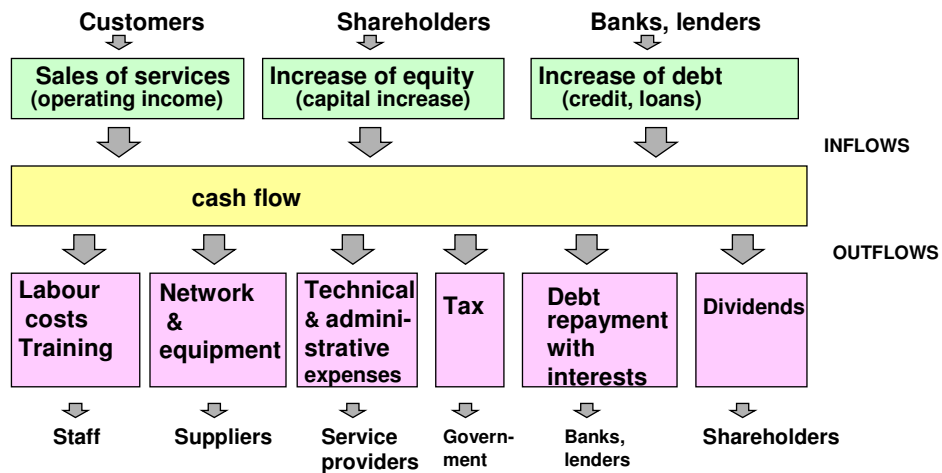 Customers
Shareholders
Banks, lenders
Sales of services
(operating income)
Increase of equity
(capital increase)
Increase of debt
(credit, loans)
INFLOWS
cash flow
OUTFLOWS
Labour
costs
Training
Network
&
equipment
Technical
& admini-
strative
expenses
Tax
Debt
repayment
with
interests
Dividends
Staff
Suppliers
Service
providers
Govern-
ment
Banks,
lenders
Shareholders